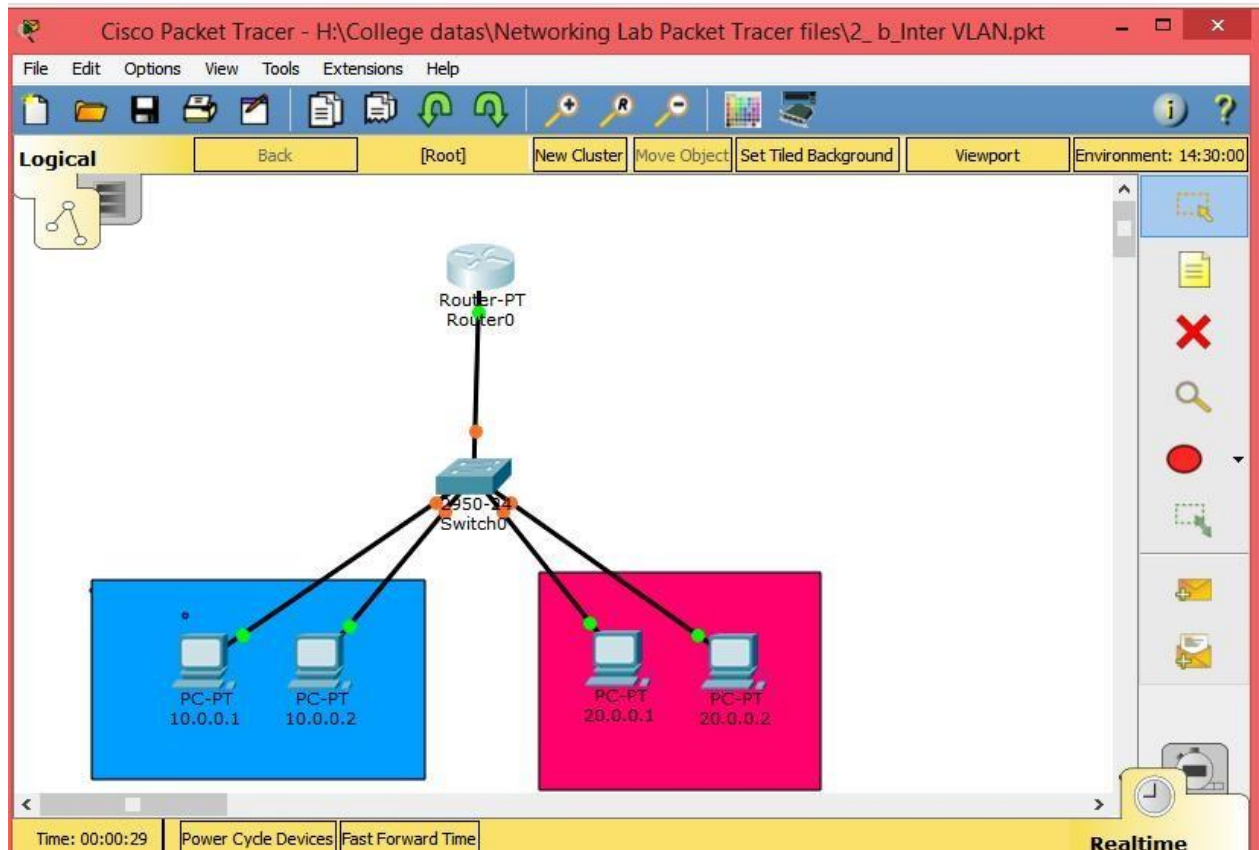 Cisco Packet Tracer - H:\College datas\Networking Lab Packet Tracer files\2_ b_Inter VLAN.pkt
File Edit Options View Tools Extensions Help
Logical Back [Root] New Cluster Move Object Set Tiled Background Viewport Environment: 14:30:00
Router-PT
Router0
2950-24
Switch0
PC-PT PC-PT PC-PT PC-PT
10.0.0.1 10.0.0.2 20.0.0.1 20.0.0.2
Time: 00:00:29 Power Cycle Devices Fast Forward Time Realtime